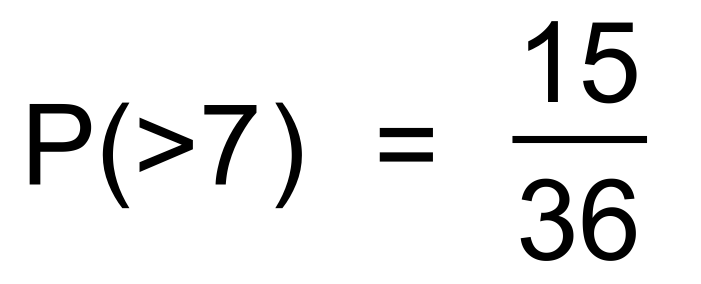 P(>7) = 15/36